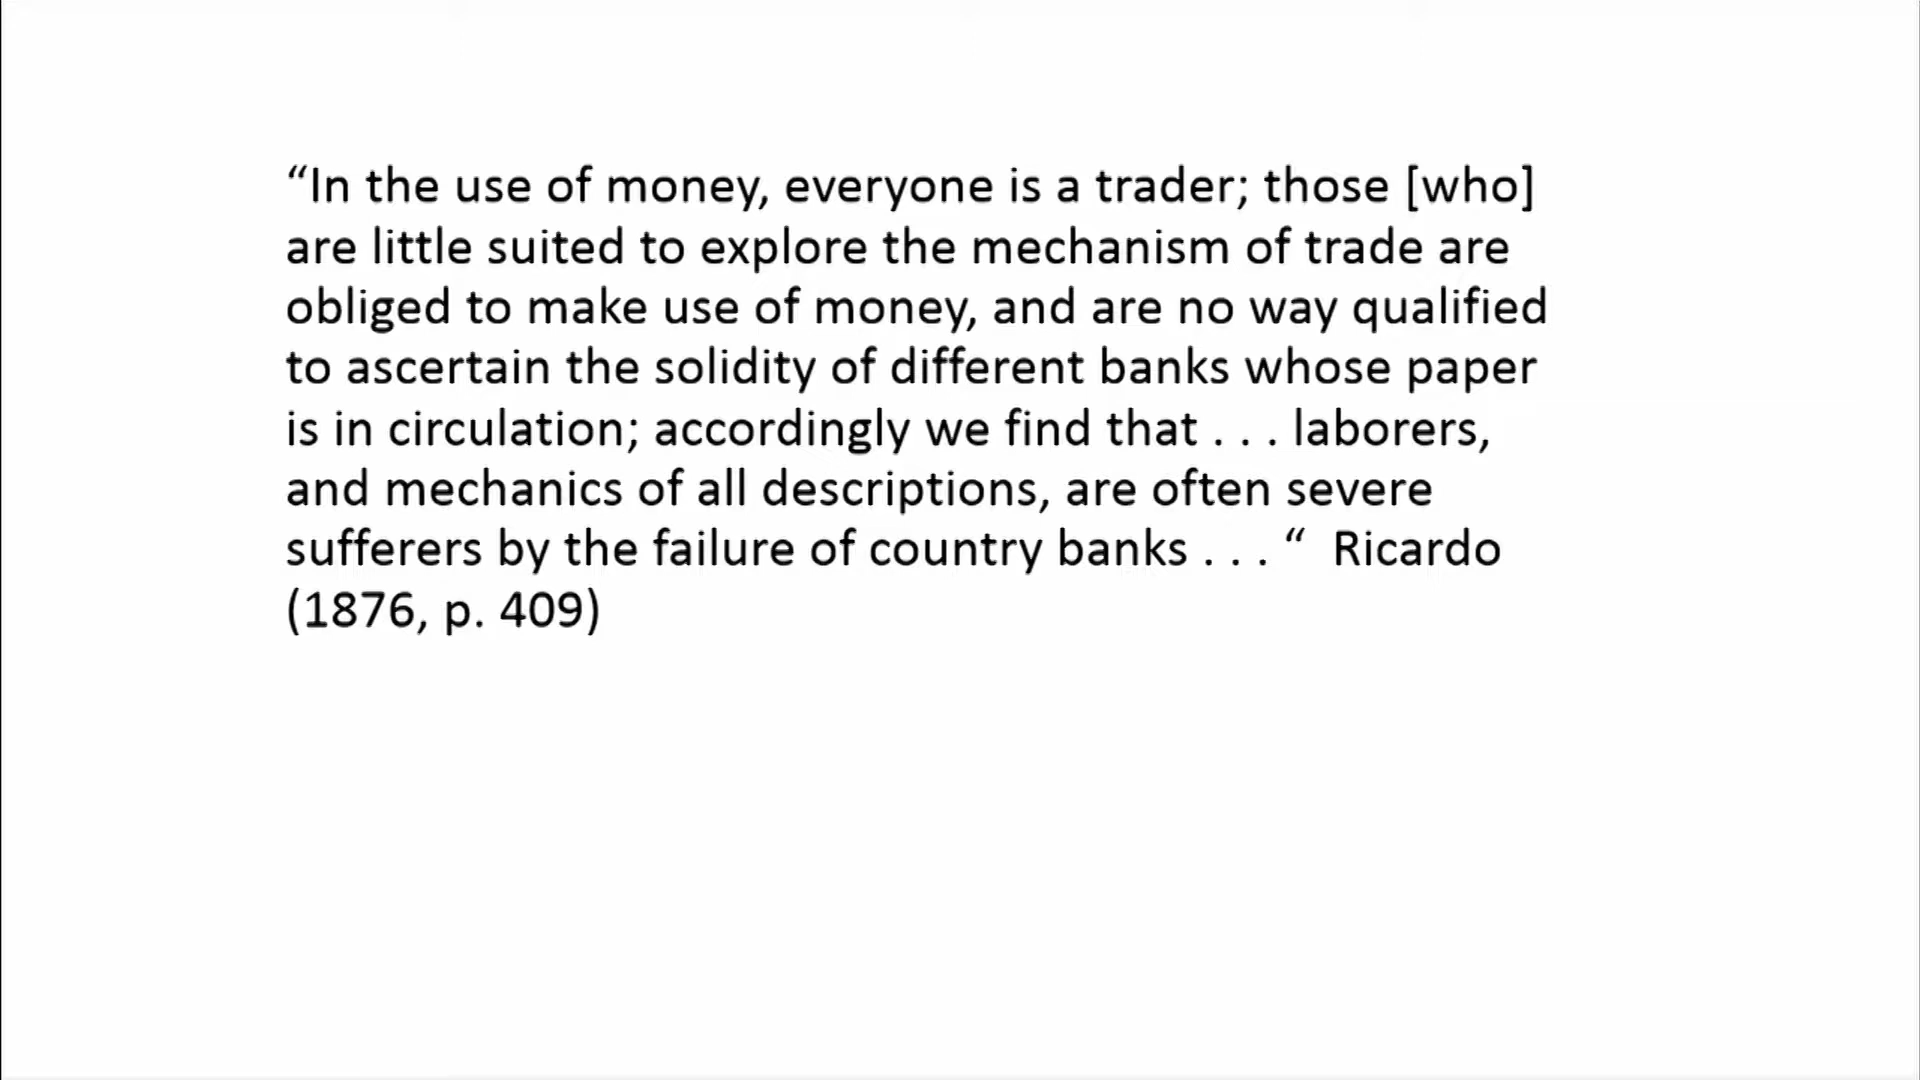 “In the use of money, everyone is a trader; those [who]
are little suited to explore the mechanism of trade are
obliged to make use of money, and are no way qualified
to ascertain the solidity of different banks whose paper
is in circulation; accordingly we find that . . . laborers,
and mechanics of all descriptions, are often severe
sufferers by the failure of country banks . . . “  Ricardo
(1876, p. 409)